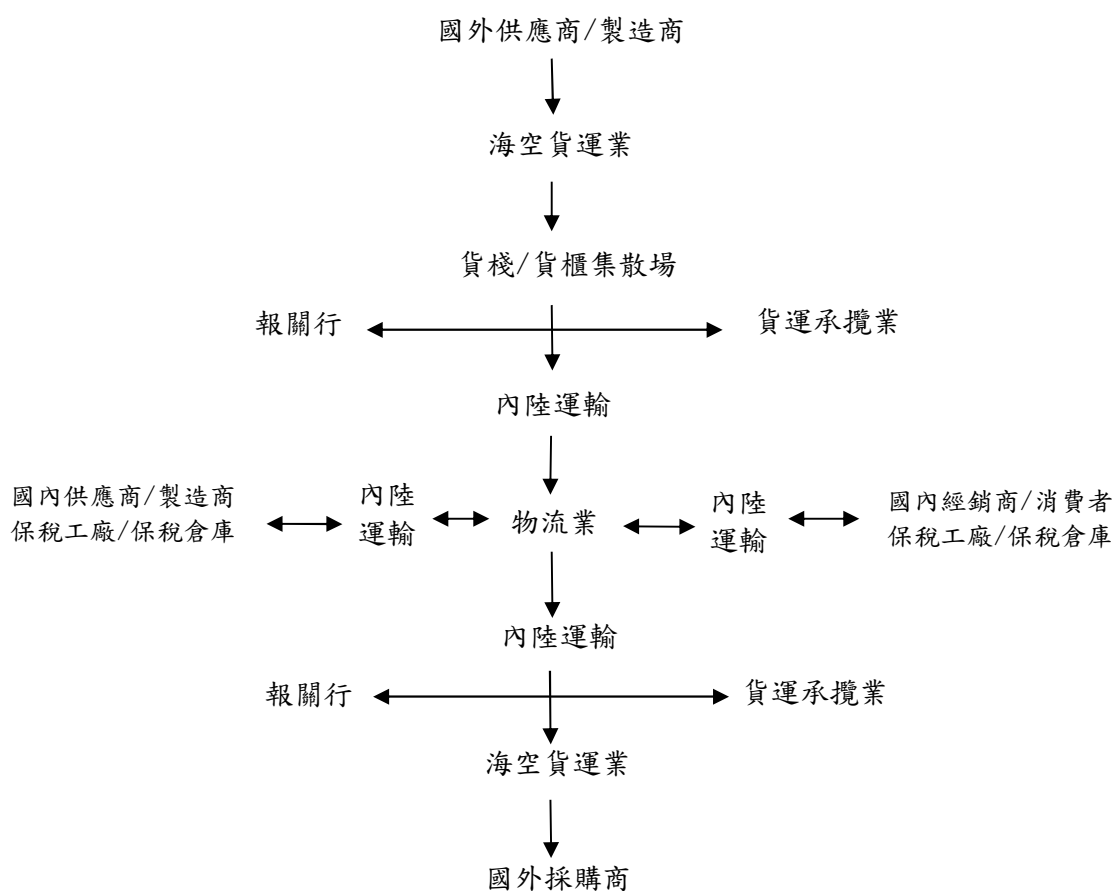 國外供應商/製造商
海空貨運業
貨棧/貨櫃集散場
報關行
貨運承攬業
內陸運輸
國內供應商/製造商
保稅工廠/保稅倉庫
內陸
運輸
物流業
內陸
運輸
國內經銷商/消費者
保稅工廠/保稅倉庫
內陸運輸
報關行
貨運承攬業
海空貨運業
國外採購商